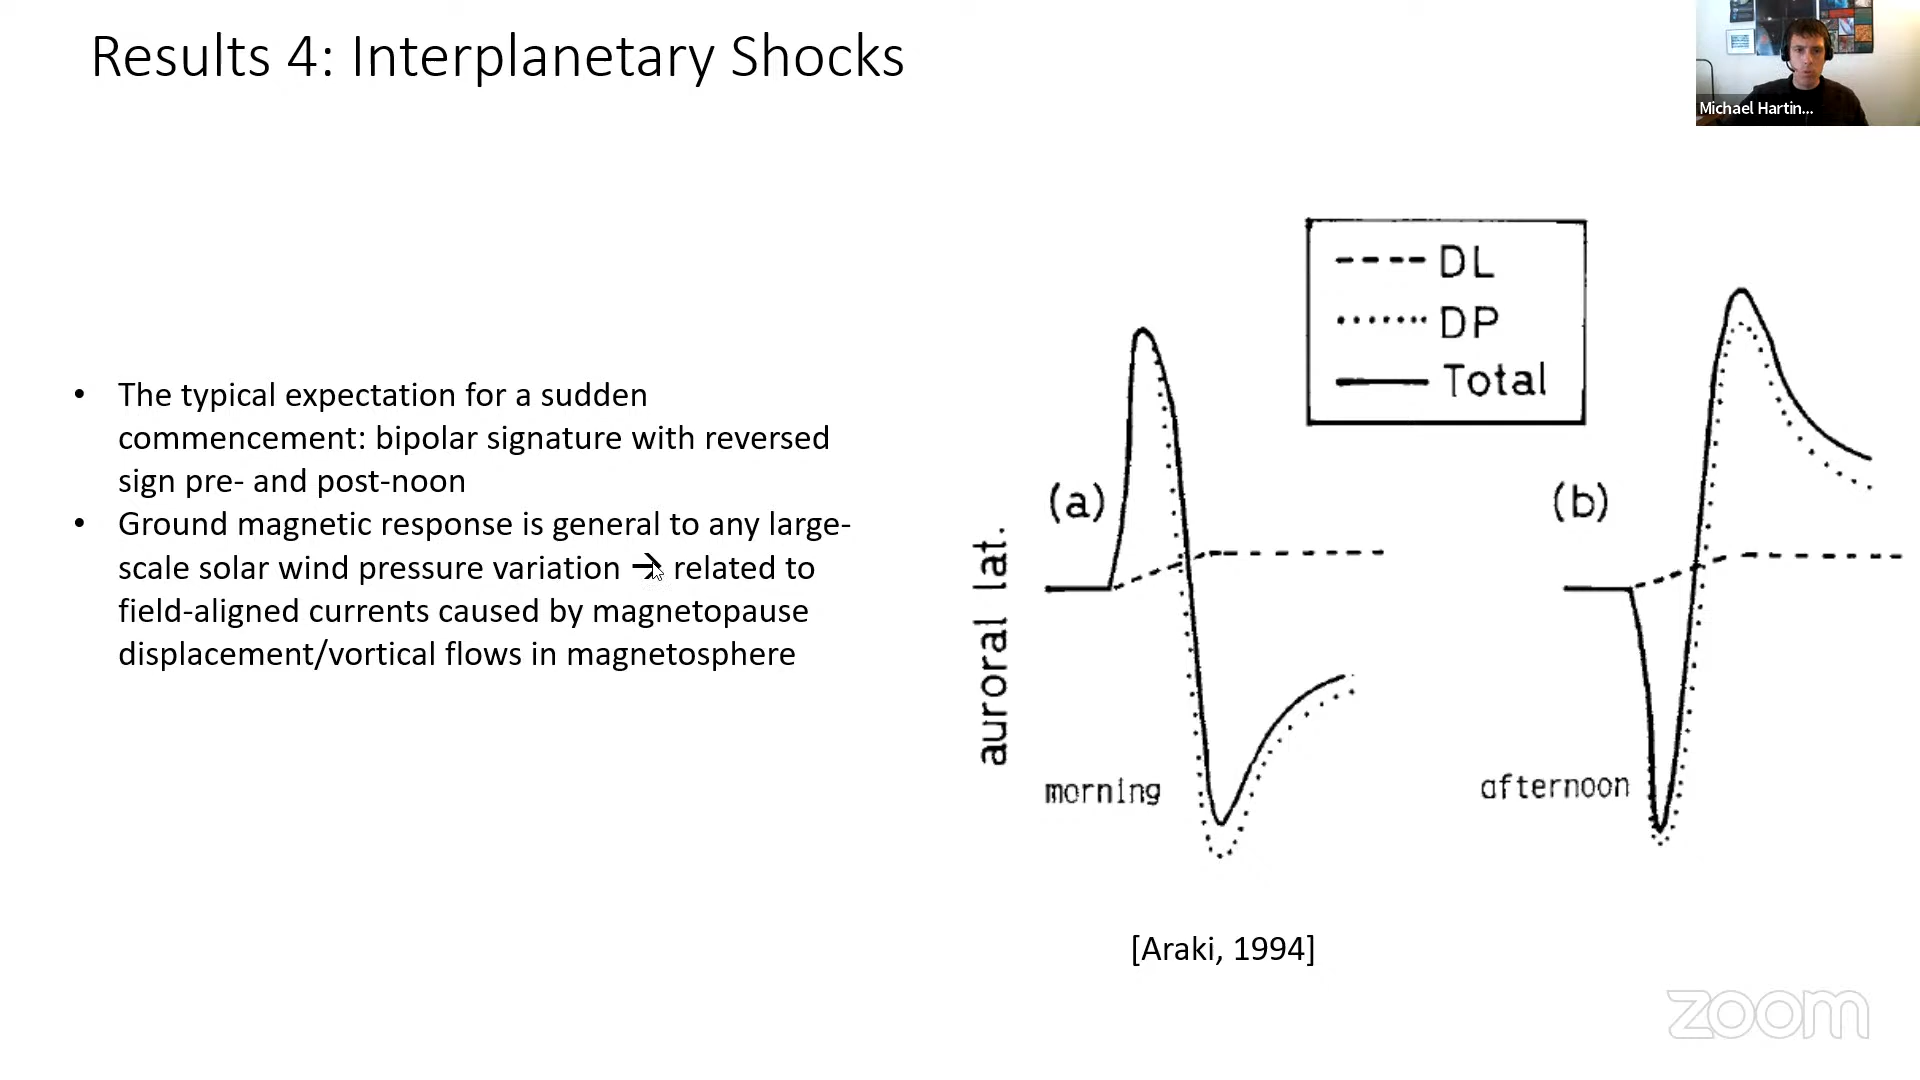 Results 4: Interplanetary Shocks
Michael Hartin...
• The typical expectation for a sudden
commencement: bipolar signature with reversed
sign pre- and post-noon
• Ground magnetic response is general to any large-
scale solar wind pressure variation → related to
field-aligned currents caused by magnetopause
displacement/vortical flows in magnetosphere
DL
DP
Total
(a)
(b)
auroral lat.
morning
afternoon
[Araki, 1994]
zoom